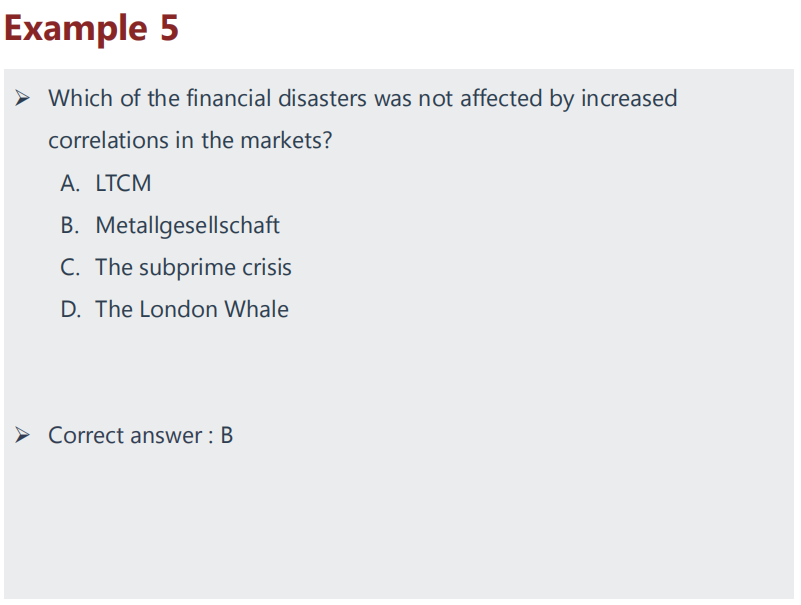 Example 5
➢ Which of the financial disasters was not affected by increased
correlations in the markets?
A. LTCM
B. Metallgesellschaft
C. The subprime crisis
D. The London Whale
➢ Correct answer : B